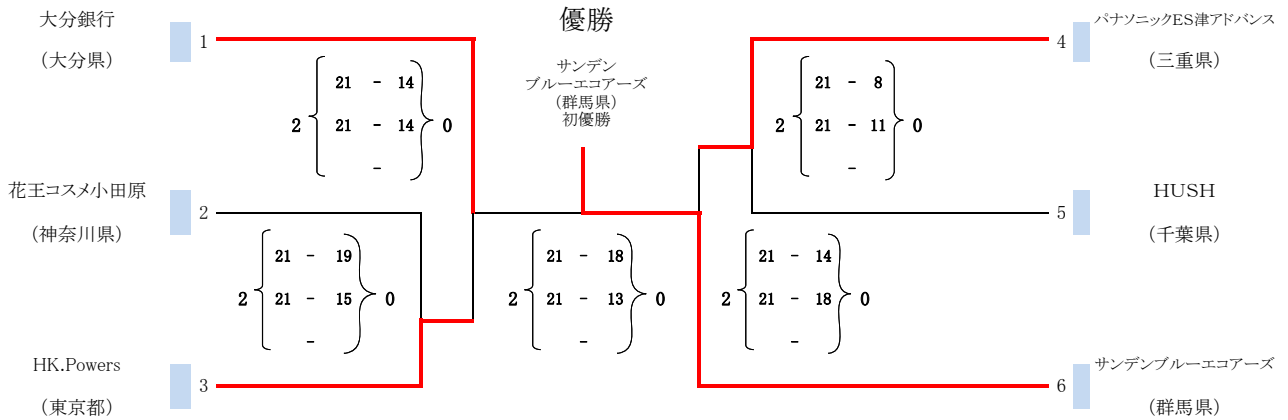 優勝
大分銀行
(大分県)
1
2 21 - 14 0
21 - 14
-
サンデン
ブルーエコアーズ
(群馬県)
初優勝
2 21 - 8 0
21 - 11
-
4
パナソニックES津アドバンス
(三重県)
花王コスメ小田原
(神奈川県)
2
5
HUSH
(千葉県)
2 21 - 19 0
21 - 15
-
2 21 - 18 0
21 - 13
-
2 21 - 14 0
21 - 18
-
HK.Powers
(東京都)
3
6
サンデンブルーエコアーズ
(群馬県)